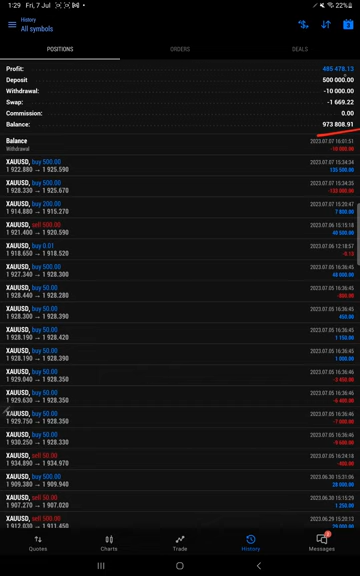 1:29 Fri, 7 Jul 22%
History
All symbols
POSITIONS ORDERS DEALS
Profit: 485 478.13
Deposit 500 000.00
Withdrawal: -10 000.00
Swap: -1 669.22
Commission: 0.00
Balance: 973 808.91
Balance 2023.07.07 16:01:51
Withdrawal -10 000.00
XAUUSD, buy 500.00 2023.07.07 15:34:34
1 922.880 → 1 925.590 135 500.00
XAUUSD, buy 500.00 2023.07.07 15:34:35
1 928.330 → 1 925.670 -133 000.00
XAUUSD, buy 200.00 2023.07.07 15:20:47
1 914.880 → 1 915.270 7 800.00
XAUUSD, sell 500.00 2023.07.06 15:15:18
1 921.400 → 1 920.590 40 500.00
XAUUSD, buy 0.01 2023.07.06 12:18:57
1 918.650 → 1 918.520 -0.13
XAUUSD, buy 500.00 2023.07.05 16:36:45
1 927.340 → 1 928.300 48 000.00
XAUUSD, buy 50.00 2023.07.05 16:36:45
1 928.440 → 1 928.280 -800.00
XAUUSD, buy 50.00 2023.07.05 16:36:45
1 928.300 → 1 928.390 450.00
XAUUSD, buy 50.00 2023.07.05 16:36:45
1 928.190 → 1 928.420 1 150.00
XAUUSD, buy 50.00 2023.07.05 16:36:45
1 928.190 → 1 928.390 1 000.00
XAUUSD, buy 50.00 2023.07.05 16:36:46
1 929.040 → 1 928.350 -3 450.00
XAUUSD, buy 50.00 2023.07.05 16:36:46
1 929.630 → 1 928.350 -6 400.00
XAUUSD, buy 50.00 2023.07.05 16:36:46
1 929.750 → 1 928.350 -7 000.00
XAUUSD, buy 50.00 2023.07.05 16:36:46
1 930.250 → 1 928.330 -9 600.00
XAUUSD, sell 50.00 2023.07.05 16:24:18
1 934.890 → 1 934.970 -400.00
XAUUSD, buy 500.00 2023.06.30 15:31:06
1 909.380 → 1 909.940 28 000.00
XAUUSD, sell 50.00 2023.06.30 15:15:29
1 907.270 → 1 907.020 1 250.00
XAUUSD, sell 500.00 2023.06.29 15:20:12
1 912.030 → 1 911.450 29 000.00
Quotes Charts Trade History Messages